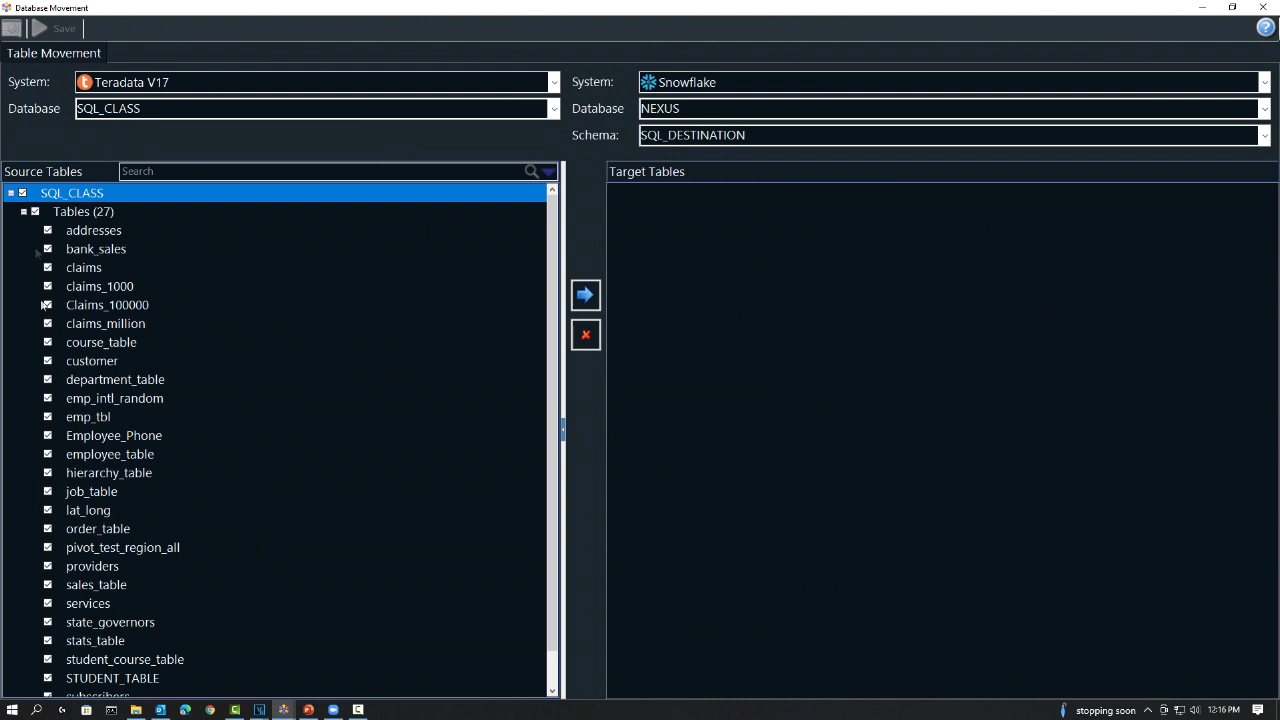 Database Movement
Save
Table Movement
System: Teradata V17
Database SQL_CLASS
System: Snowflake
Database NEXUS
Schema: SQL_DESTINATION
Source Tables Search
Target Tables
SQL_CLASS
Tables (27)
addresses
bank_sales
claims
claims_1000
Claims_100000
claims_million
course_table
customer
department_table
emp_intl_random
emp_tbl
Employee_Phone
employee_table
hierarchy_table
job_table
lat_long
order_table
pivot_test_region_all
providers
sales_table
services
state_governors
stats_table
student_course_table
STUDENT_TABLE
subscribers
stopping soon 12:16 PM